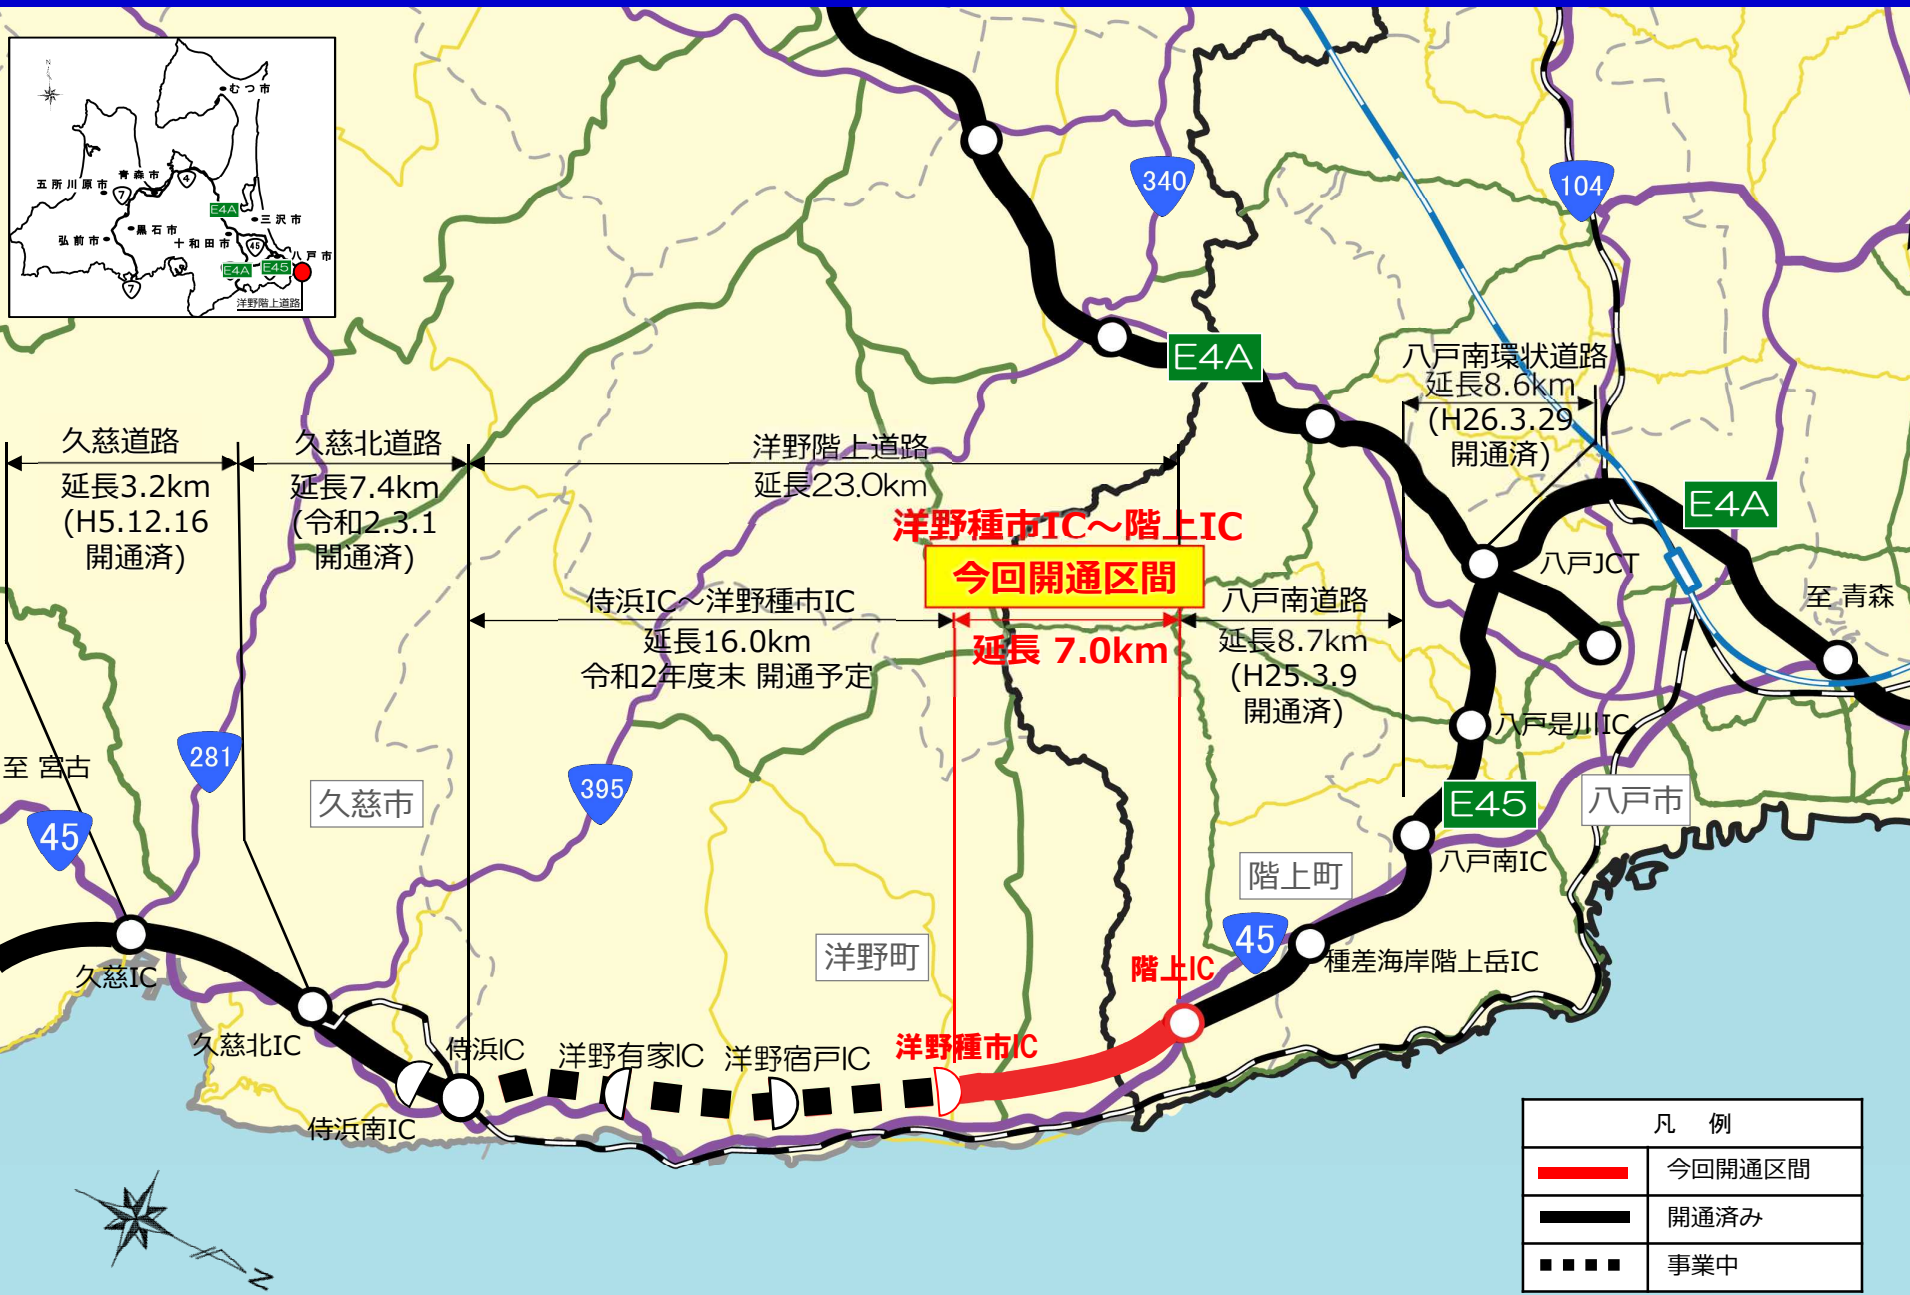 N
むつ市
青森市
五所川原市
7
4
E4A
三沢市
黒石市
弘前市
十和田市
45
八戸市
E4A
E45
7
洋野階上道路
340
104
E4A
八戸南環状道路
延長8.6km
(H26.3.29
開通済)
久慈道路
延長3.2km
(H5.12.16
開通済)
久慈北道路
延長7.4km
(令和2.3.1
開通済)
洋野階上道路
延長23.0km
洋野種市IC～階上IC
今回開通区間
延長 7.0km
侍浜IC～洋野種市IC
延長16.0km
令和2年度末 開通予定
八戸南道路
延長8.7km
(H25.3.9
開通済)
E4A
八戸JCT
至 青森
八戸是川IC
至 宮古
281
395
45
久慈市
E45
八戸市
八戸南IC
階上町
45
種差海岸階上岳IC
洋野町
階上IC
久慈IC
久慈北IC
侍浜IC
洋野有家IC
洋野宿戸IC
洋野種市IC
侍浜南IC
N
凡 例
今回開通区間
開通済み
事業中